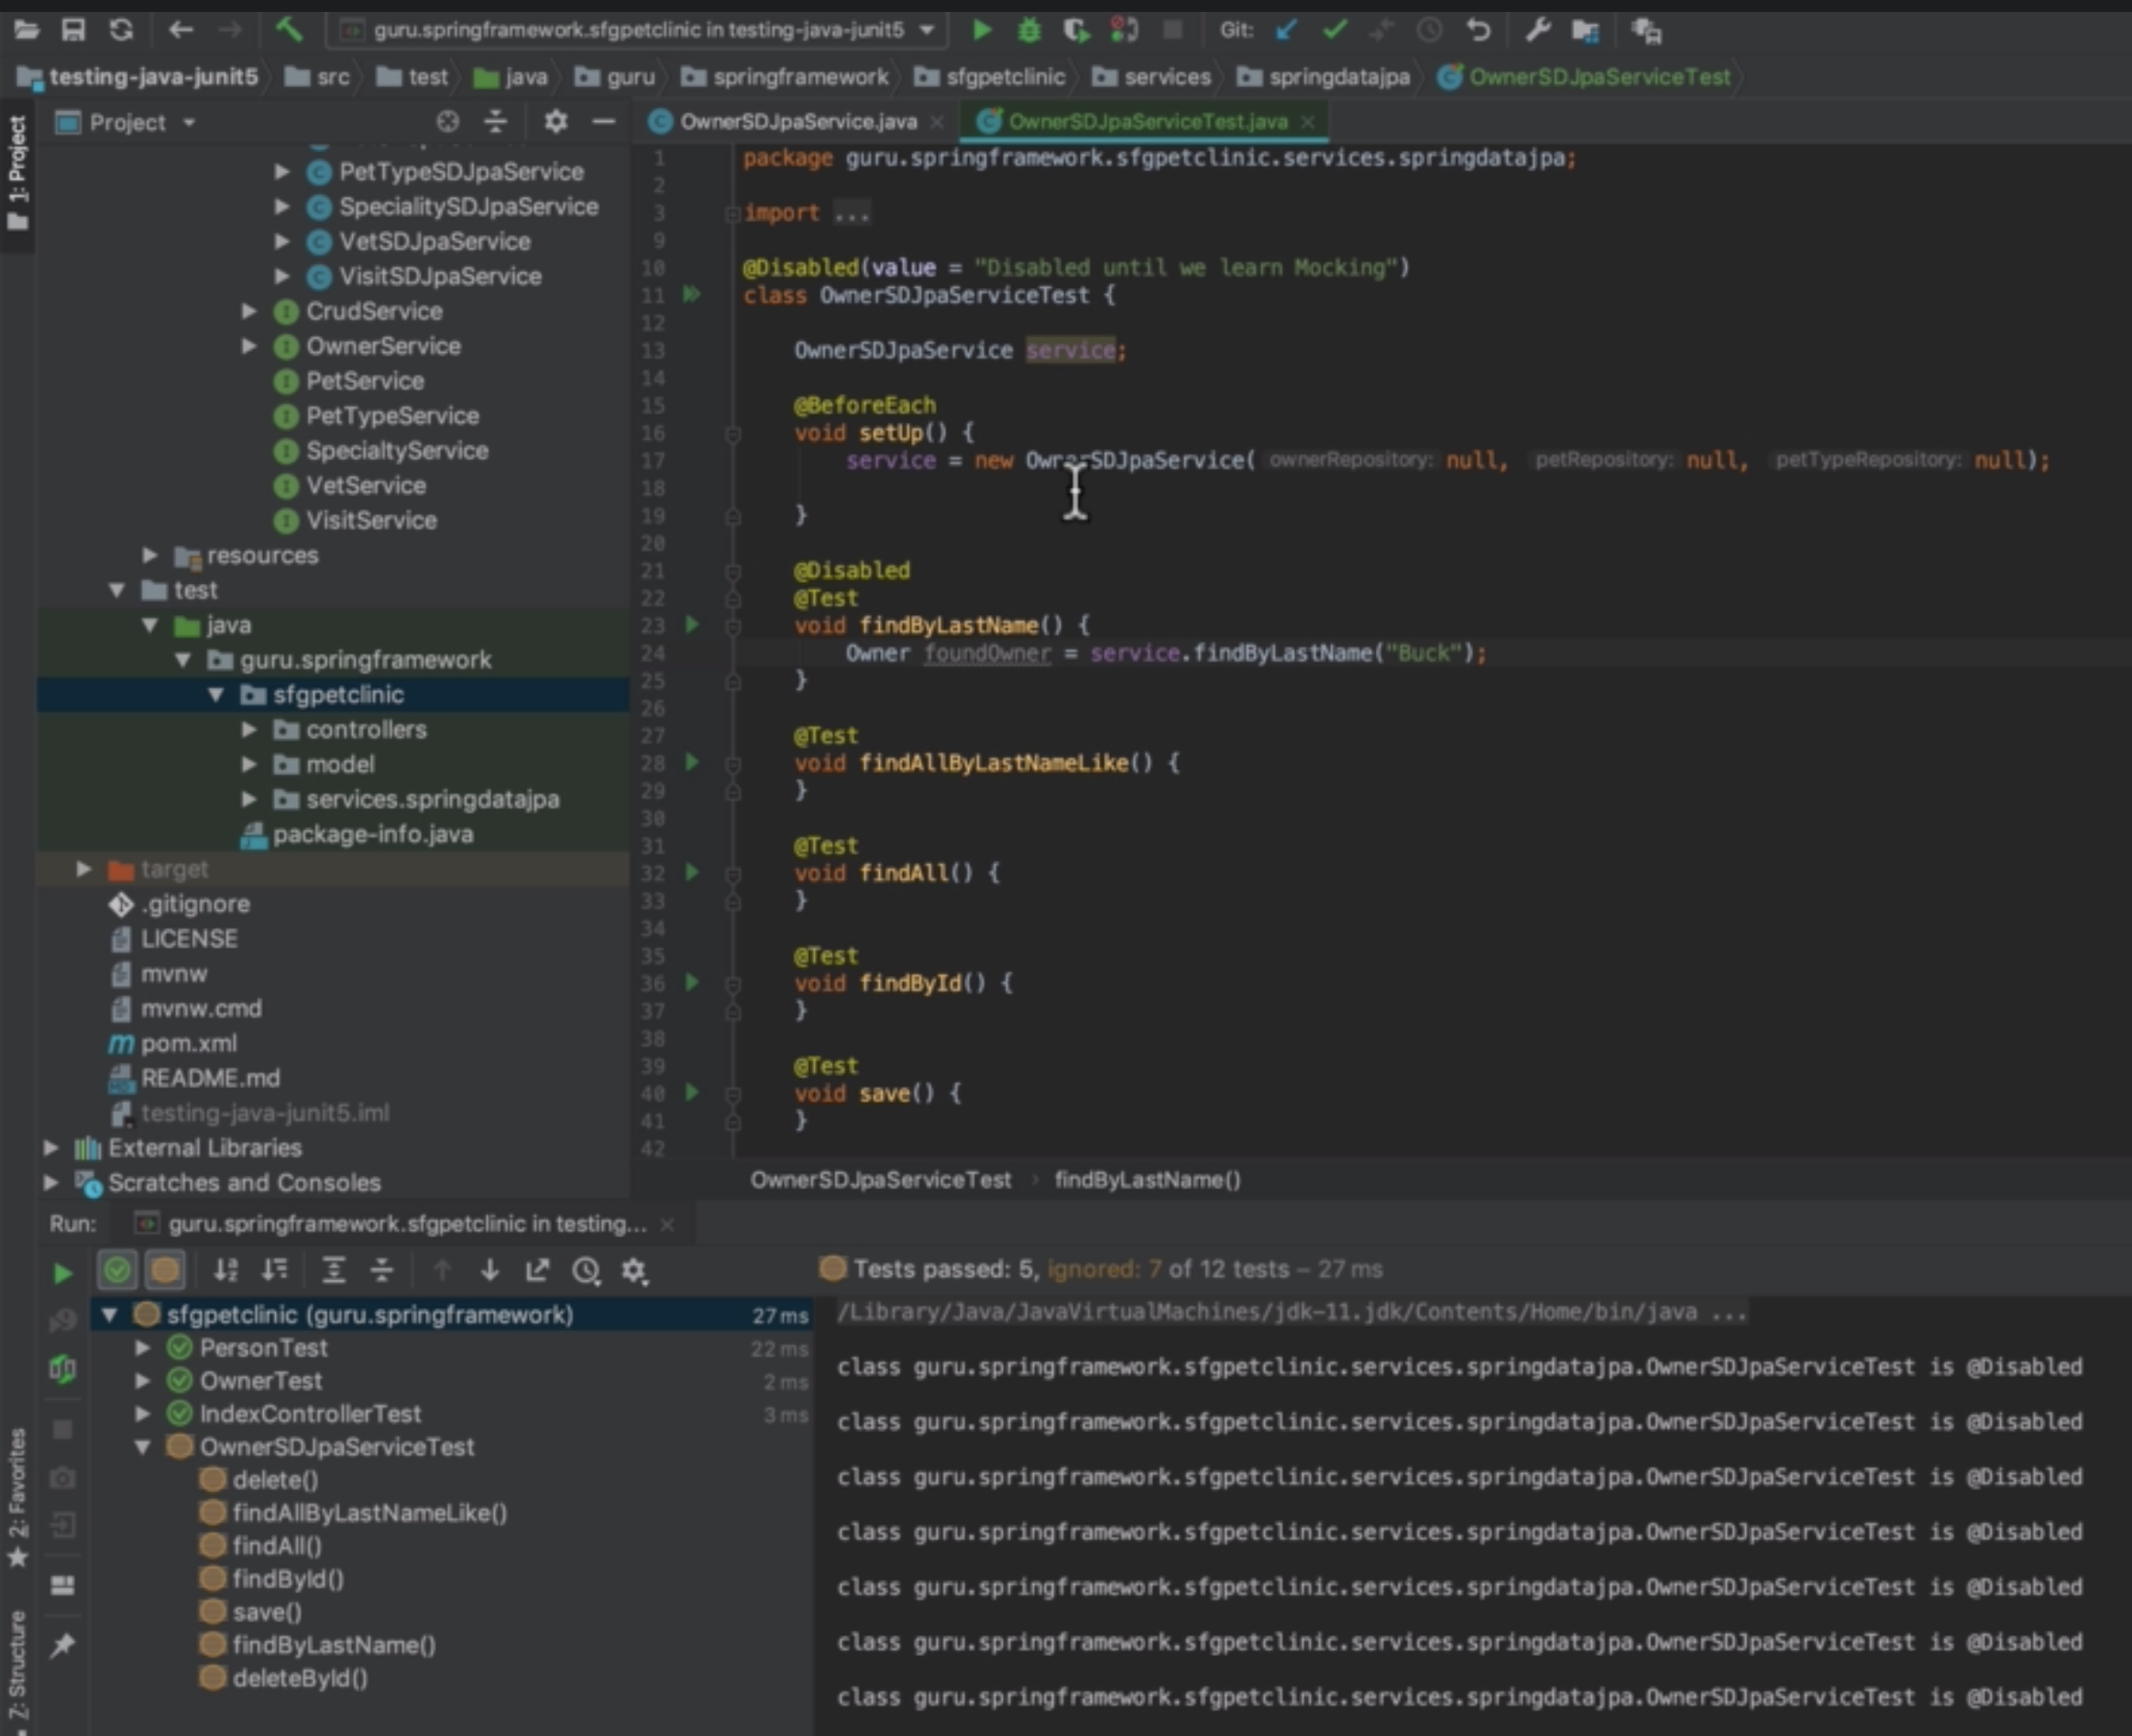 guru.springframework.sfgpetclinic in testing-java-junit5
Git:
testing-java-junit5 src test java guru springframework sfgpetclinic services springdatajpa OwnerSDJpaServiceTest
1: Project
Project
PetTypeSDJpaService
SpecialitySDJpaService
VetSDJpaService
VisitSDJpaService
CrudService
OwnerService
PetService
PetTypeService
SpecialtyService
VetService
VisitService
resources
test
java
guru.springframework
sfgpetclinic
controllers
model
services.springdatajpa
package-info.java
target
.gitignore
LICENSE
mvnw
mvnw.cmd
pom.xml
README.md
testing-java-junit5.iml
External Libraries
Scratches and Consoles
OwnerSDJpaService.java OwnerSDJpaServiceTest.java
1 package guru.springframework.sfgpetclinic.services.springdatajpa;
2
3 import ...
9
10 @Disabled(value = "Disabled until we learn Mocking")
11 class OwnerSDJpaServiceTest {
12
13 OwnerSDJpaService service;
14
15 @BeforeEach
16 void setUp() {
17 service = new OwnerSDJpaService( ownerRepository: null, petRepository: null, petTypeRepository: null);
18
19 }
20
21 @Disabled
22 @Test
23 void findByLastName() {
24 Owner foundOwner = service.findByLastName("Buck");
25 }
26
27 @Test
28 void findAllByLastNameLike() {
29 }
30
31 @Test
32 void findAll() {
33 }
34
35 @Test
36 void findById() {
37 }
38
39 @Test
40 void save() {
41 }
42
OwnerSDJpaServiceTest findByLastName()
Run: guru.springframework.sfgpetclinic in testing...
Tests passed: 5, ignored: 7 of 12 tests – 27 ms
sfgpetclinic (guru.springframework) 27 ms
PersonTest 22 ms
OwnerTest 2 ms
IndexControllerTest 3 ms
OwnerSDJpaServiceTest
delete()
findAllByLastNameLike()
findAll()
findById()
save()
findByLastName()
deleteById()
/Library/Java/JavaVirtualMachines/jdk-11.jdk/Contents/Home/bin/java ...
class guru.springframework.sfgpetclinic.services.springdatajpa.OwnerSDJpaServiceTest is @Disabled
class guru.springframework.sfgpetclinic.services.springdatajpa.OwnerSDJpaServiceTest is @Disabled
class guru.springframework.sfgpetclinic.services.springdatajpa.OwnerSDJpaServiceTest is @Disabled
class guru.springframework.sfgpetclinic.services.springdatajpa.OwnerSDJpaServiceTest is @Disabled
class guru.springframework.sfgpetclinic.services.springdatajpa.OwnerSDJpaServiceTest is @Disabled
class guru.springframework.sfgpetclinic.services.springdatajpa.OwnerSDJpaServiceTest is @Disabled
class guru.springframework.sfgpetclinic.services.springdatajpa.OwnerSDJpaServiceTest is @Disabled
2: Favorites
7: Structure